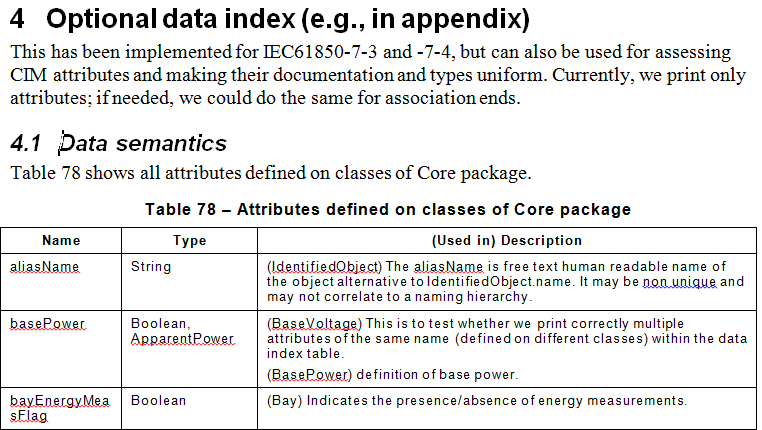 4 Optional data index (e.g., in appendix)
This has been implemented for IEC61850-7-3 and -7-4, but can also be used for assessing
CIM attributes and making their documentation and types uniform. Currently, we print only
attributes; if needed, we could do the same for association ends.
4.1 Data semantics
Table 78 shows all attributes defined on classes of Core package.
Table 78 – Attributes defined on classes of Core package
Name Type (Used in) Description
aliasName String (IdentifiedObject) The aliasName is free text human readable name of
the object alternative to IdentifiedObject.name. It may be non unique and
may not correlate to a naming hierarchy.
basePower Boolean, (BaseVoltage) This is to test whether we print correctly multiple
ApparentPower attributes of the same name (defined on different classes) within the data
index table.
(BasePower) definition of base power.
bayEnergyMea Boolean (Bay) Indicates the presence/absence of energy measurements.
sFlag